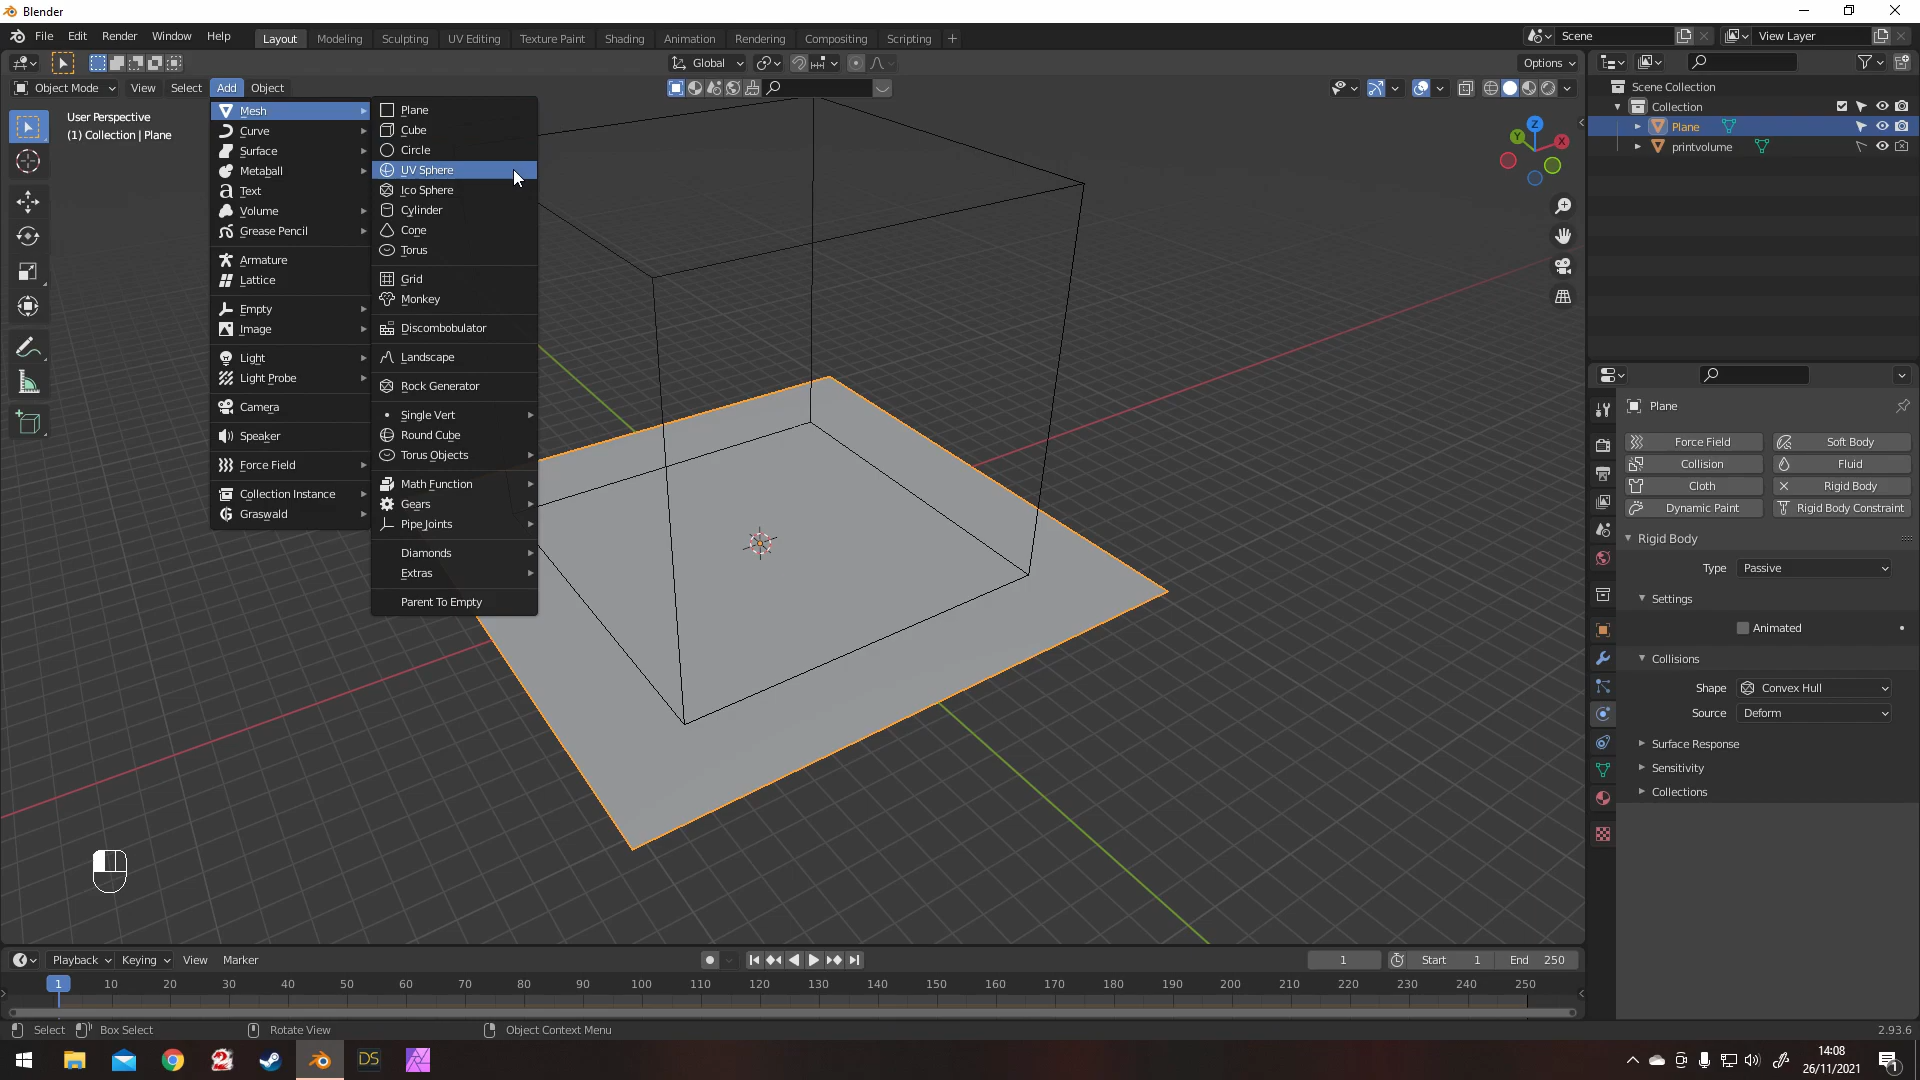 Blender
File Edit Render Window Help
Layout Modeling Sculpting UV Editing Texture Paint Shading Animation Rendering Compositing Scripting +
Scene
View Layer
Global
Options
Object Mode View Select Add Object
User Perspective
(1) Collection | Plane
Mesh
Curve
Surface
Metaball
Text
Volume
Grease Pencil
Armature
Lattice
Empty
Image
Light
Light Probe
Camera
Speaker
Force Field
Collection Instance
Graswald
Plane
Cube
Circle
UV Sphere
Ico Sphere
Cylinder
Cone
Torus
Grid
Monkey
Discombobulator
Landscape
Rock Generator
Single Vert
Round Cube
Torus Objects
Math Function
Gears
Pipe Joints
Diamonds
Extras
Parent To Empty
Z
Y
X
Scene Collection
Collection
Plane
printvolume
Plane
Force Field Soft Body
Collision Fluid
Cloth Rigid Body
Dynamic Paint Rigid Body Constraint
Rigid Body
Type Passive
Settings
Animated
Collisions
Shape Convex Hull
Source Deform
Surface Response
Sensitivity
Collections
Playback Keying View Marker
1 Start 1 End 250
1 10 20 30 40 50 60 70 80 90 100 110 120 130 140 150 160 170 180 190 200 210 220 230 240 250
Select Box Select Rotate View Object Context Menu
2.93.6
DS
14:08
26/11/2021
1